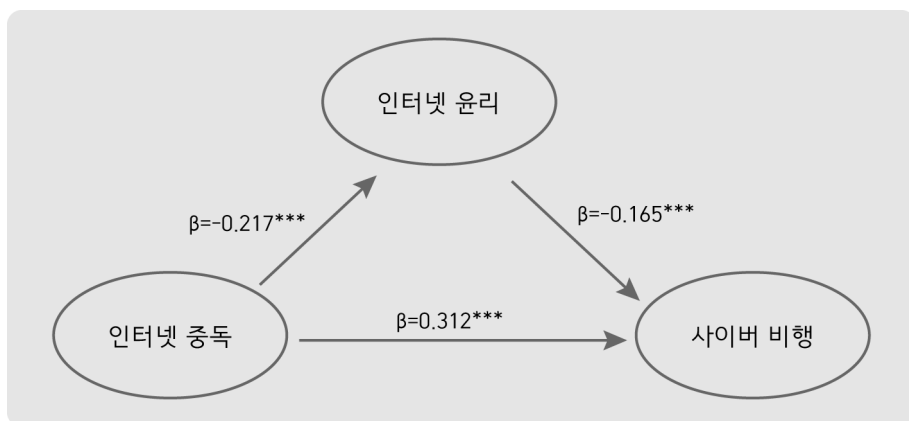 인터넷 윤리
β=-0.217***
β=-0.165***
인터넷 중독
β=0.312***
사이버 비행